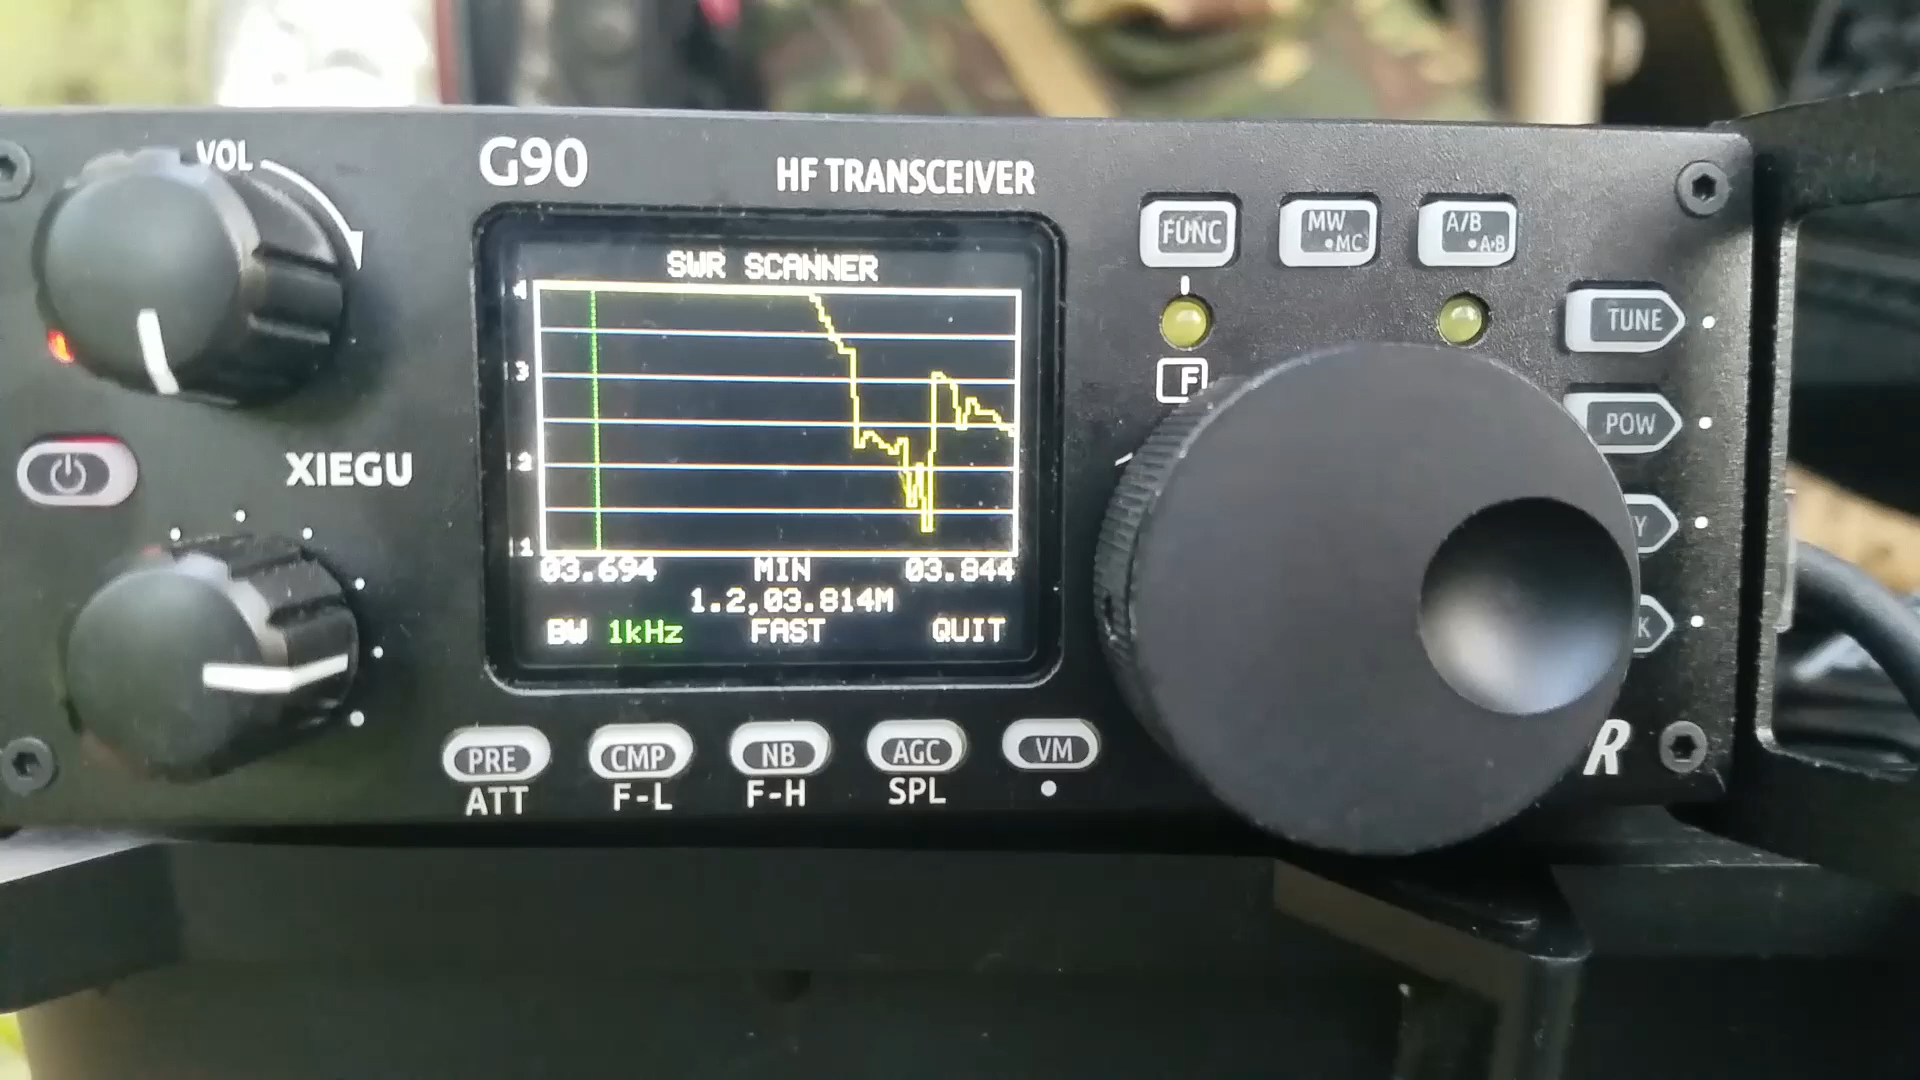 VOL
G90
HF TRANSCEIVER
FUNC
MW
•MC
A/B
•A·B
TUNE
F
POW
XIEGU
SWR SCANNER
4
3
2
1
03.694 MIN 03.844
1.2,03.814M
BW 1kHz FAST QUIT
PRE CMP NB AGC VM
ATT F-L F-H SPL